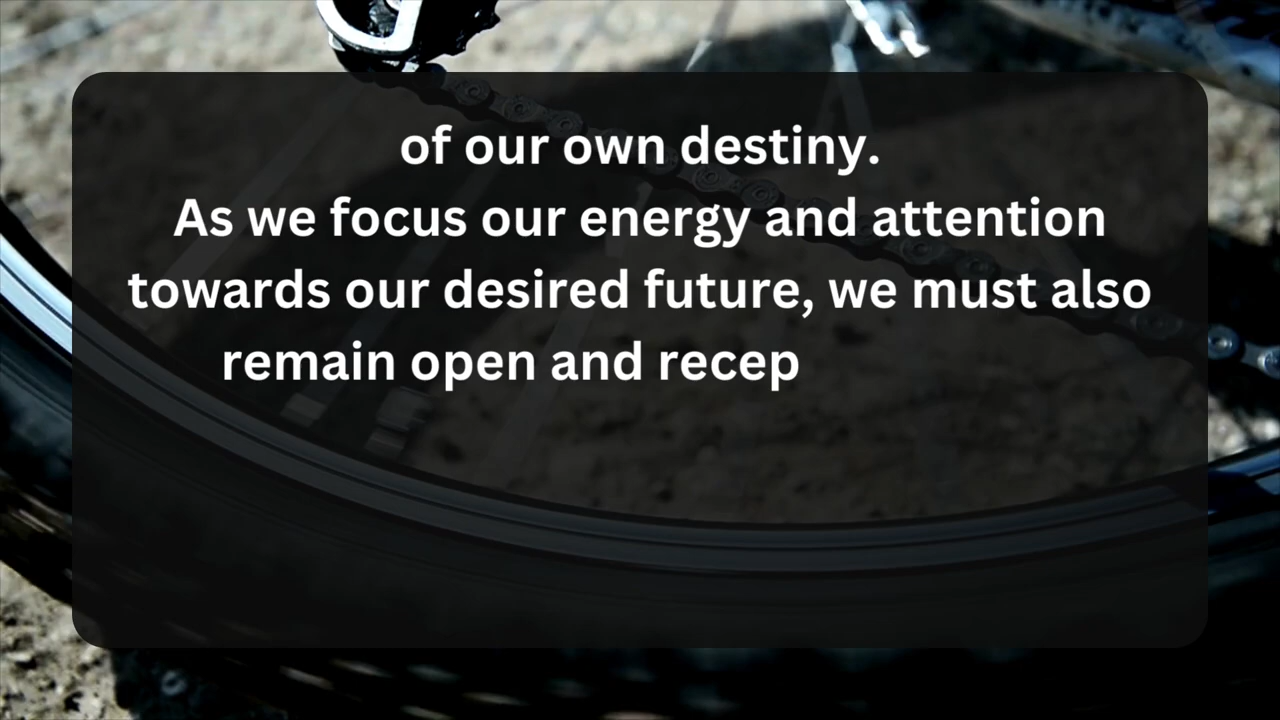 of our own destiny.
As we focus our energy and attention
towards our desired future, we must also
remain open and recep